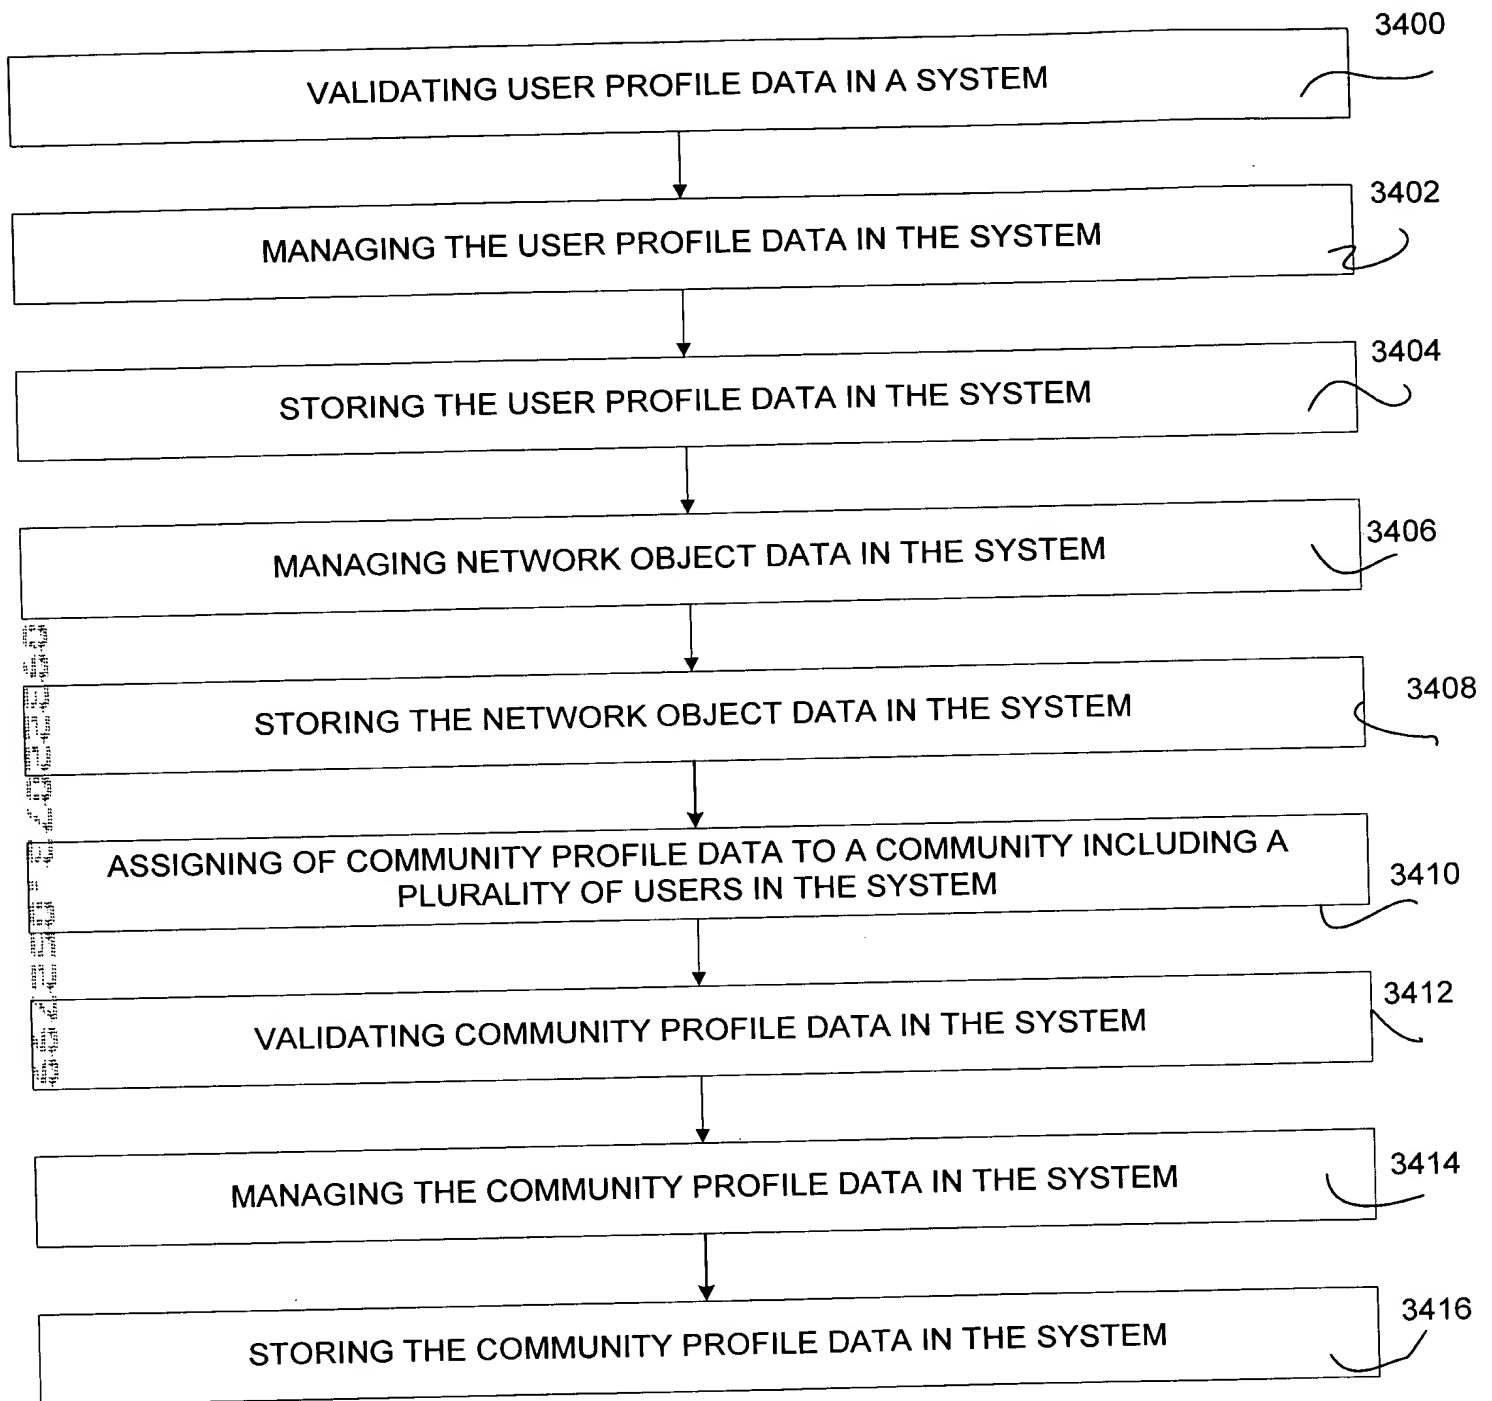 3400
VALIDATING USER PROFILE DATA IN A SYSTEM
3402
MANAGING THE USER PROFILE DATA IN THE SYSTEM
3404
STORING THE USER PROFILE DATA IN THE SYSTEM
3406
MANAGING NETWORK OBJECT DATA IN THE SYSTEM
3408
STORING THE NETWORK OBJECT DATA IN THE SYSTEM
ASSIGNING OF COMMUNITY PROFILE DATA TO A COMMUNITY INCLUDING A
PLURALITY OF USERS IN THE SYSTEM
3410
3412
VALIDATING COMMUNITY PROFILE DATA IN THE SYSTEM
3414
MANAGING THE COMMUNITY PROFILE DATA IN THE SYSTEM
3416
STORING THE COMMUNITY PROFILE DATA IN THE SYSTEM